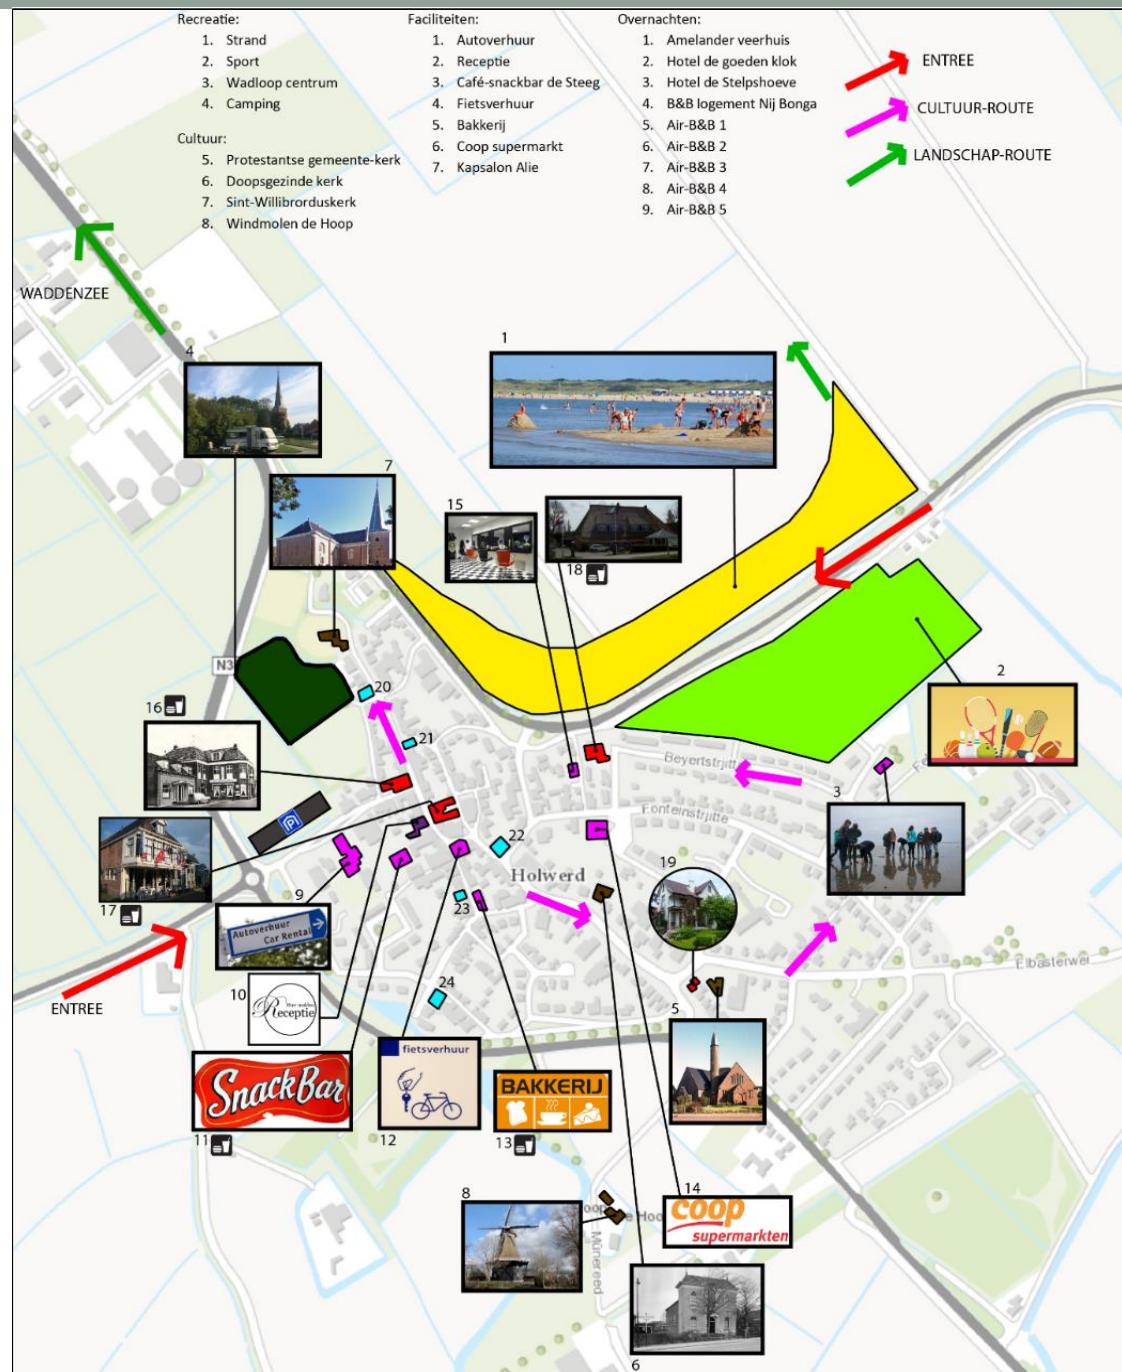 Recreatie:
1. Strand
2. Sport
3. Wadloop centrum
4. Camping
Cultuur:
5. Protestantse gemeente-kerk
6. Doopsgezinde kerk
7. Sint-Willibrorduskerk
8. Windmolen de Hoop
Faciliteiten:
1. Autoverhuur
2. Receptie
3. Café-snackbar de Steeg
4. Fietsverhuur
5. Bakkerij
6. Coop supermarkt
7. Kapsalon Alie
Overnachten:
1. Amelander veerhuis
2. Hotel de goeden klok
3. Hotel de Stelpshoeve
4. B&B logement Nij Bonga
5. Air-B&B 1
6. Air-B&B 2
7. Air-B&B 3
8. Air-B&B 4
9. Air-B&B 5
ENTREE
CULTUUR-ROUTE
LANDSCHAP-ROUTE
WADDENZEE
1
4
7
15
18
N3
2
20
16
21
Beyertstrjitte
3
Fonteinstrjitte
22
P
17
Holwerd
19
9
23
Autoverhuur
Car Rental
Elbasterwei
ENTREE
10
Receptie
24
5
SnackBar
fietsverhuur
BAKKERIJ
11
12
13
8
14
coop
supermarkten
Mûnereed
6